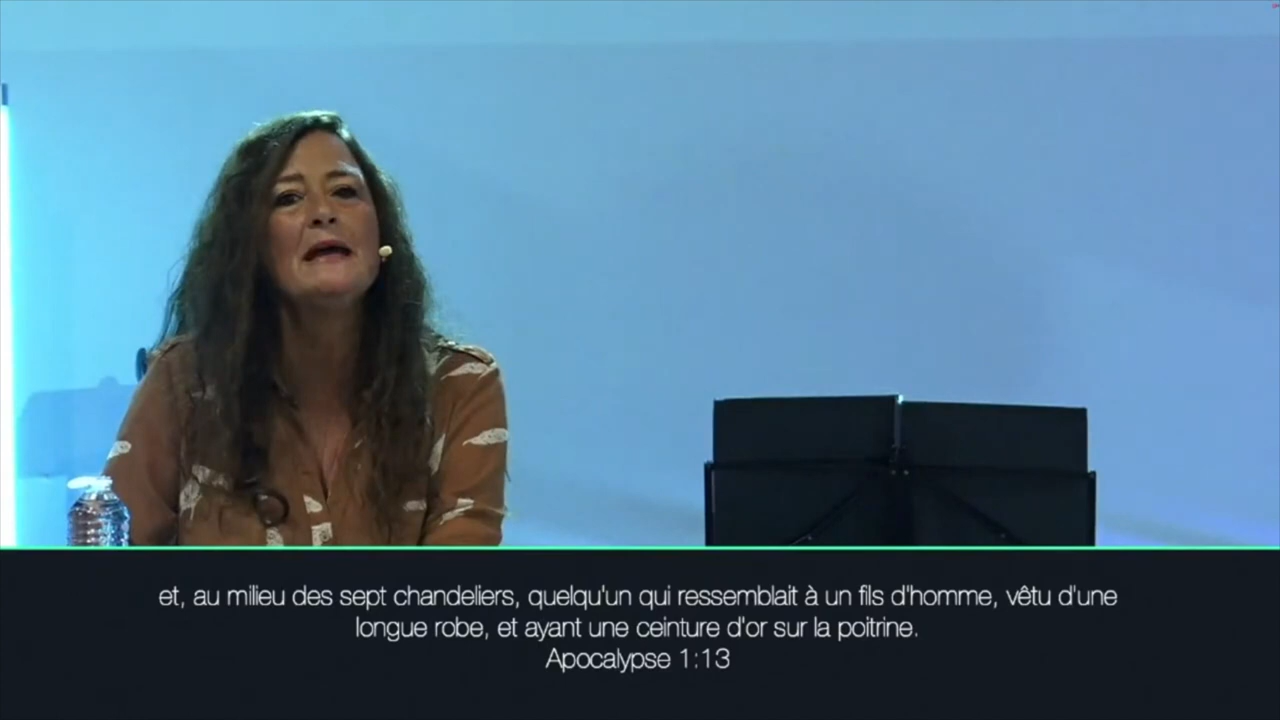 et, au milieu des sept chandeliers, quelqu'un qui ressemblait à un fils d'homme, vêtu d'une
longue robe, et ayant une ceinture d'or sur la poitrine.
Apocalypse 1:13